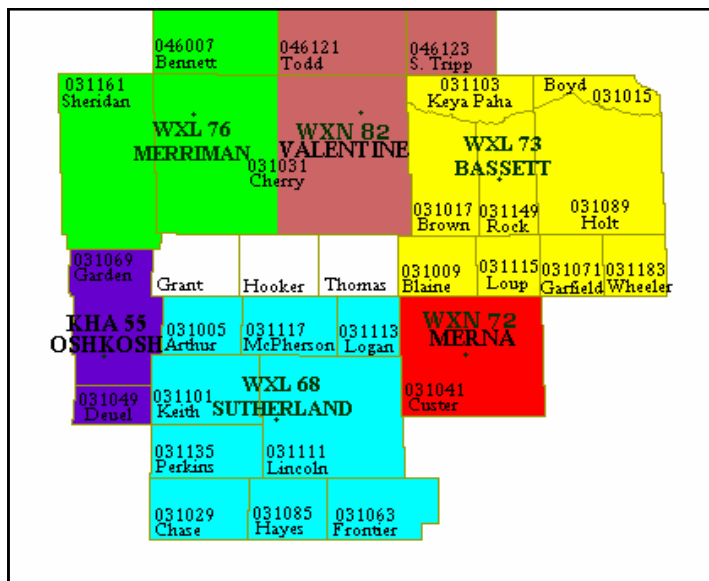 046007
Bennett
046121
Todd
046123
S. Tripp
031161
Sheridan
031103
Keya Paha
Boyd
031015
WXL 76
MERRIMAN
WXN 82
VALENTINE
031031
Cherry
WXL 73
BASSETT
031017
Brown
031149
Rock
031089
Holt
031069
Garden
Grant
Hooker
Thomas
031009
Blaine
031115
Loup
031071
Garfield
031183
Wheeler
KHA 55
OSHKOSH
031005
Arthur
031117
McPherson
031113
Logan
WXN 72
MERNA
031049
Deuel
031101
Keith
WXL 68
SUTHERLAND
031041
Custer
031135
Perkins
031111
Lincoln
031029
Chase
031085
Hayes
031063
Frontier